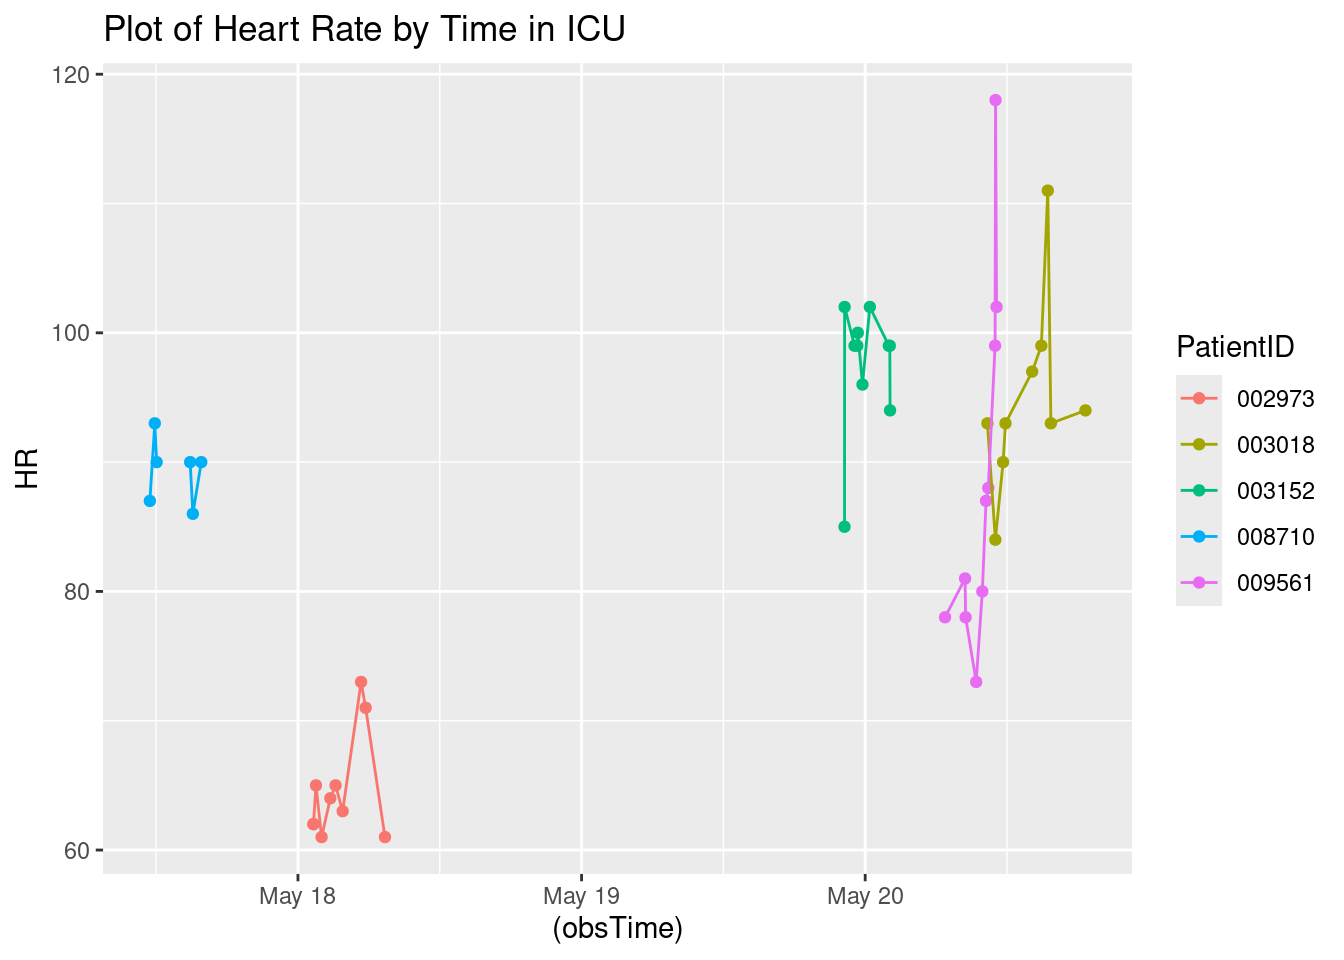 Plot of Heart Rate by Time in ICU
120
100
80
60
HR
May 18
May 19
May 20
(obsTime)
PatientID
002973
003018
003152
008710
009561